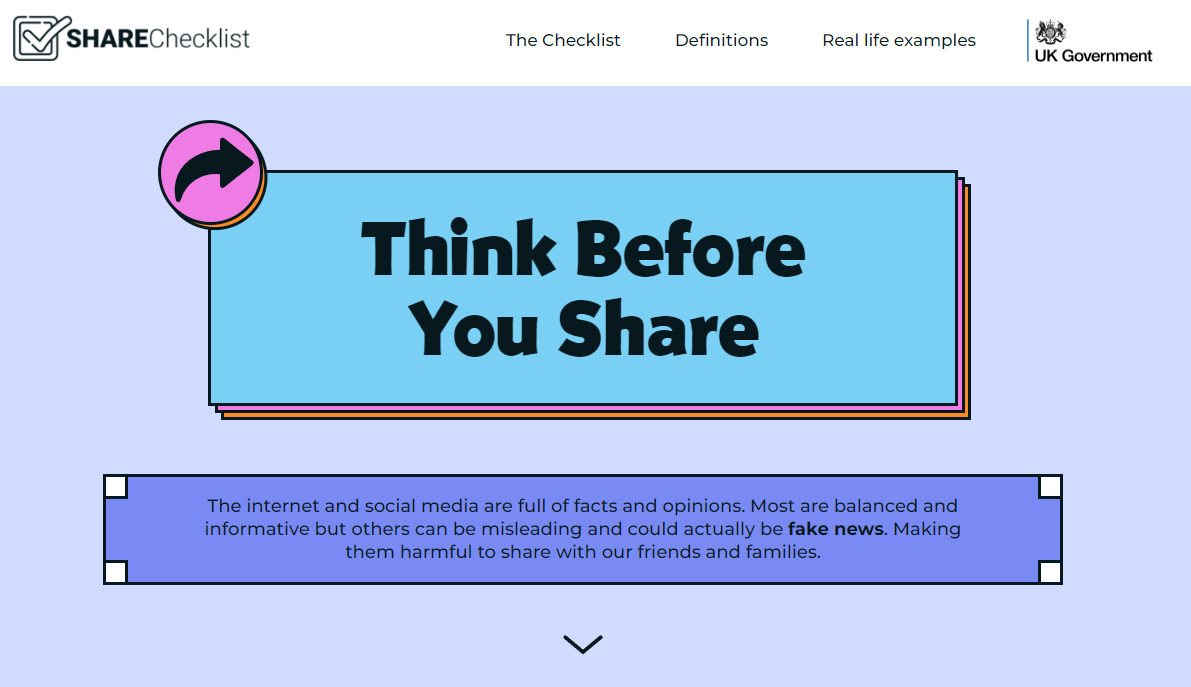 SHAREChecklist
The Checklist
Definitions
Real life examples
UK Government
Think Before
You Share
The internet and social media are full of facts and opinions. Most are balanced and
informative but others can be misleading and could actually be fake news. Making
them harmful to share with our friends and families.